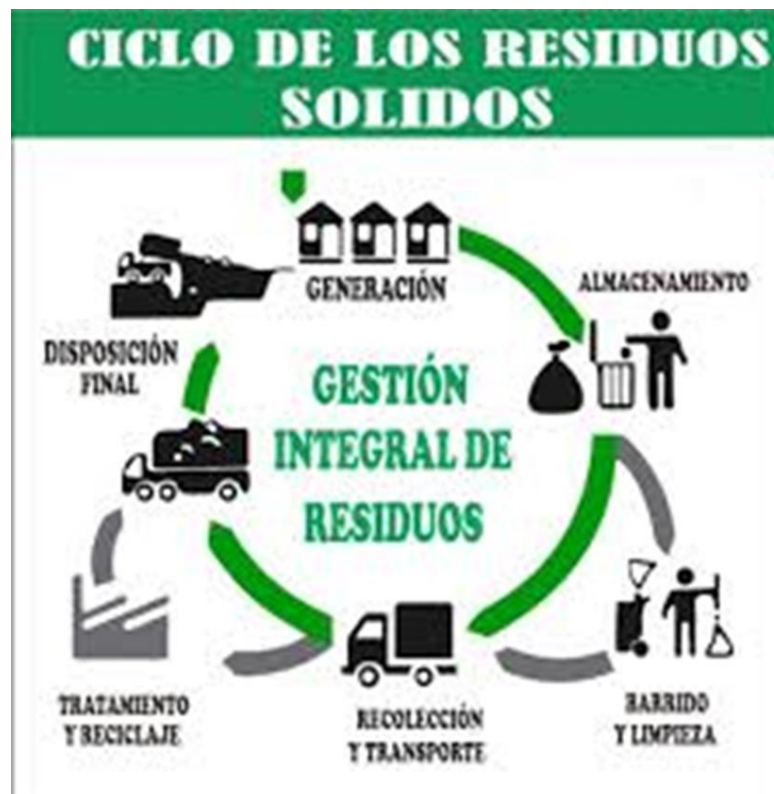 CICLO DE LOS RESIDUOS
SOLIDOS
GENERACIÓN
ALMACENAMIENTO
DISPOSICIÓN
FINAL
GESTIÓN
INTEGRAL DE
RESIDUOS
TRATAMIENTO
Y RECICLAJE
RECOLECCIÓN
Y TRANSPORTE
BARRIDO
Y LIMPIEZA